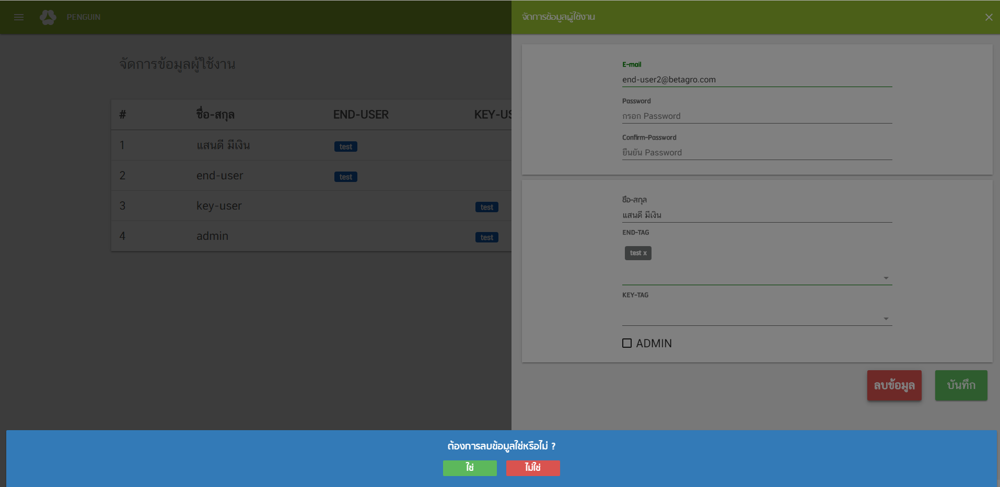 PENGUIN
จัดการข้อมูลผู้ใช้งาน
จัดการข้อมูลผู้ใช้งาน
# ชื่อ-สกุล END-USER KEY-US
1 แสนดี มีเงิน test
2 end-user test
3 key-user test
4 admin test
E-mail
end-user2@betagro.com
Password
กรอก Password
Confirm-Password
ยืนยัน Password
ชื่อ-สกุล
แสนดี มีเงิน
END-TAG
test x
KEY-TAG
ADMIN
ลบข้อมูล บันทึก
ต้องการลบข้อมูลใช่หรือไม่ ?
ใช่ ไม่ใช่